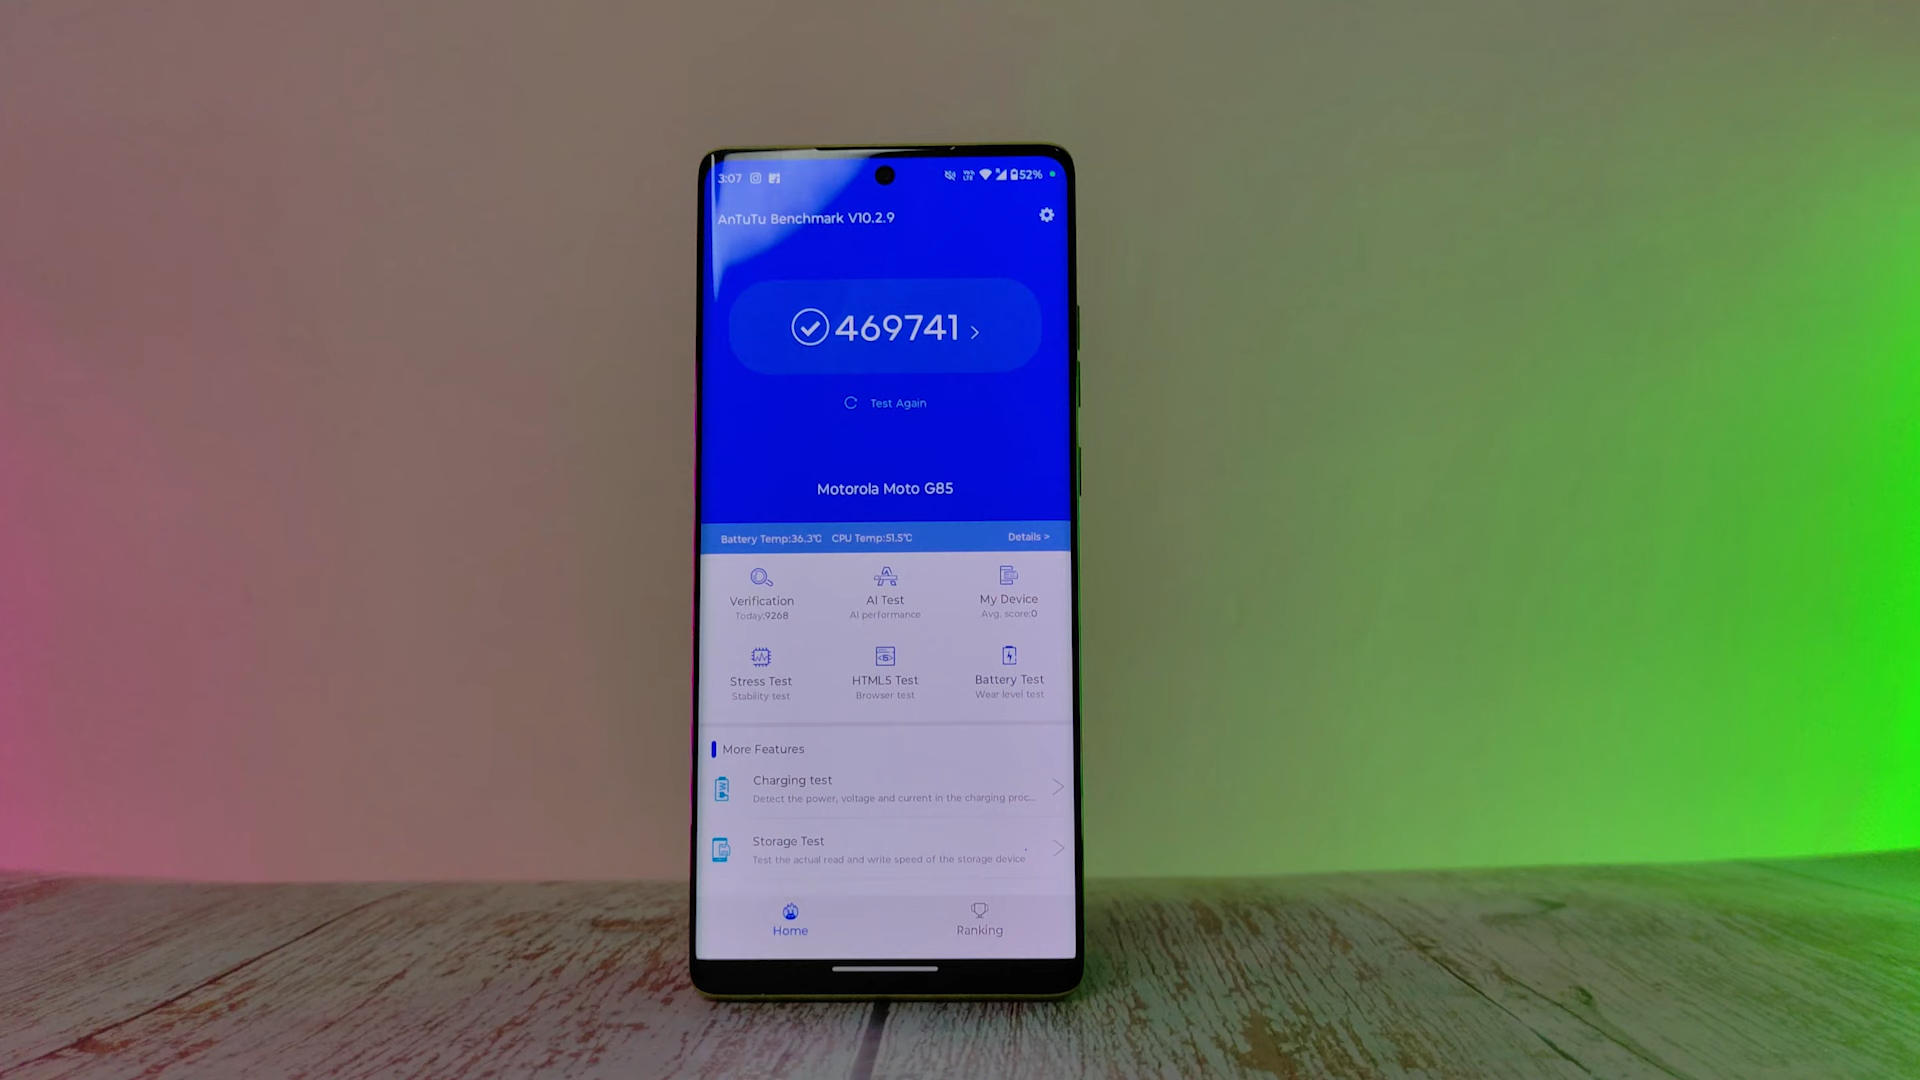 3:07 52%
AnTuTu Benchmark V10.2.9
469741 >
Test Again
Motorola Moto G85
Battery Temp:36.3℃ CPU Temp:51.5℃ Details >
Verification AI Test My Device
Today:9268 AI performance Avg. score:0
Stress Test HTML5 Test Battery Test
Stability test Browser test Wear level test
More Features
Charging test
Detect the power, voltage and current in the charging proc...
Storage Test
Test the actual read and write speed of the storage device
Home Ranking